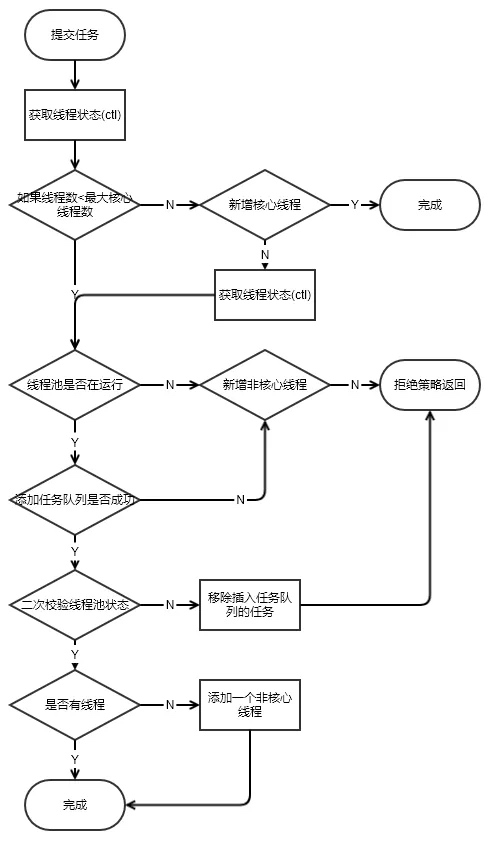 提交任务
获取线程状态(ctl)
如果线程数<最大核心
线程数
N
新增核心线程
Y
完成
N
获取线程状态(ctl)
Y
线程池是否在运行
N
新增非核心线程
N
拒绝策略返回
Y
添加任务队列是否成功
N
Y
二次校验线程池状态
N
移除插入任务队
列的任务
Y
是否有线程
N
添加一个非核心
线程
Y
完成